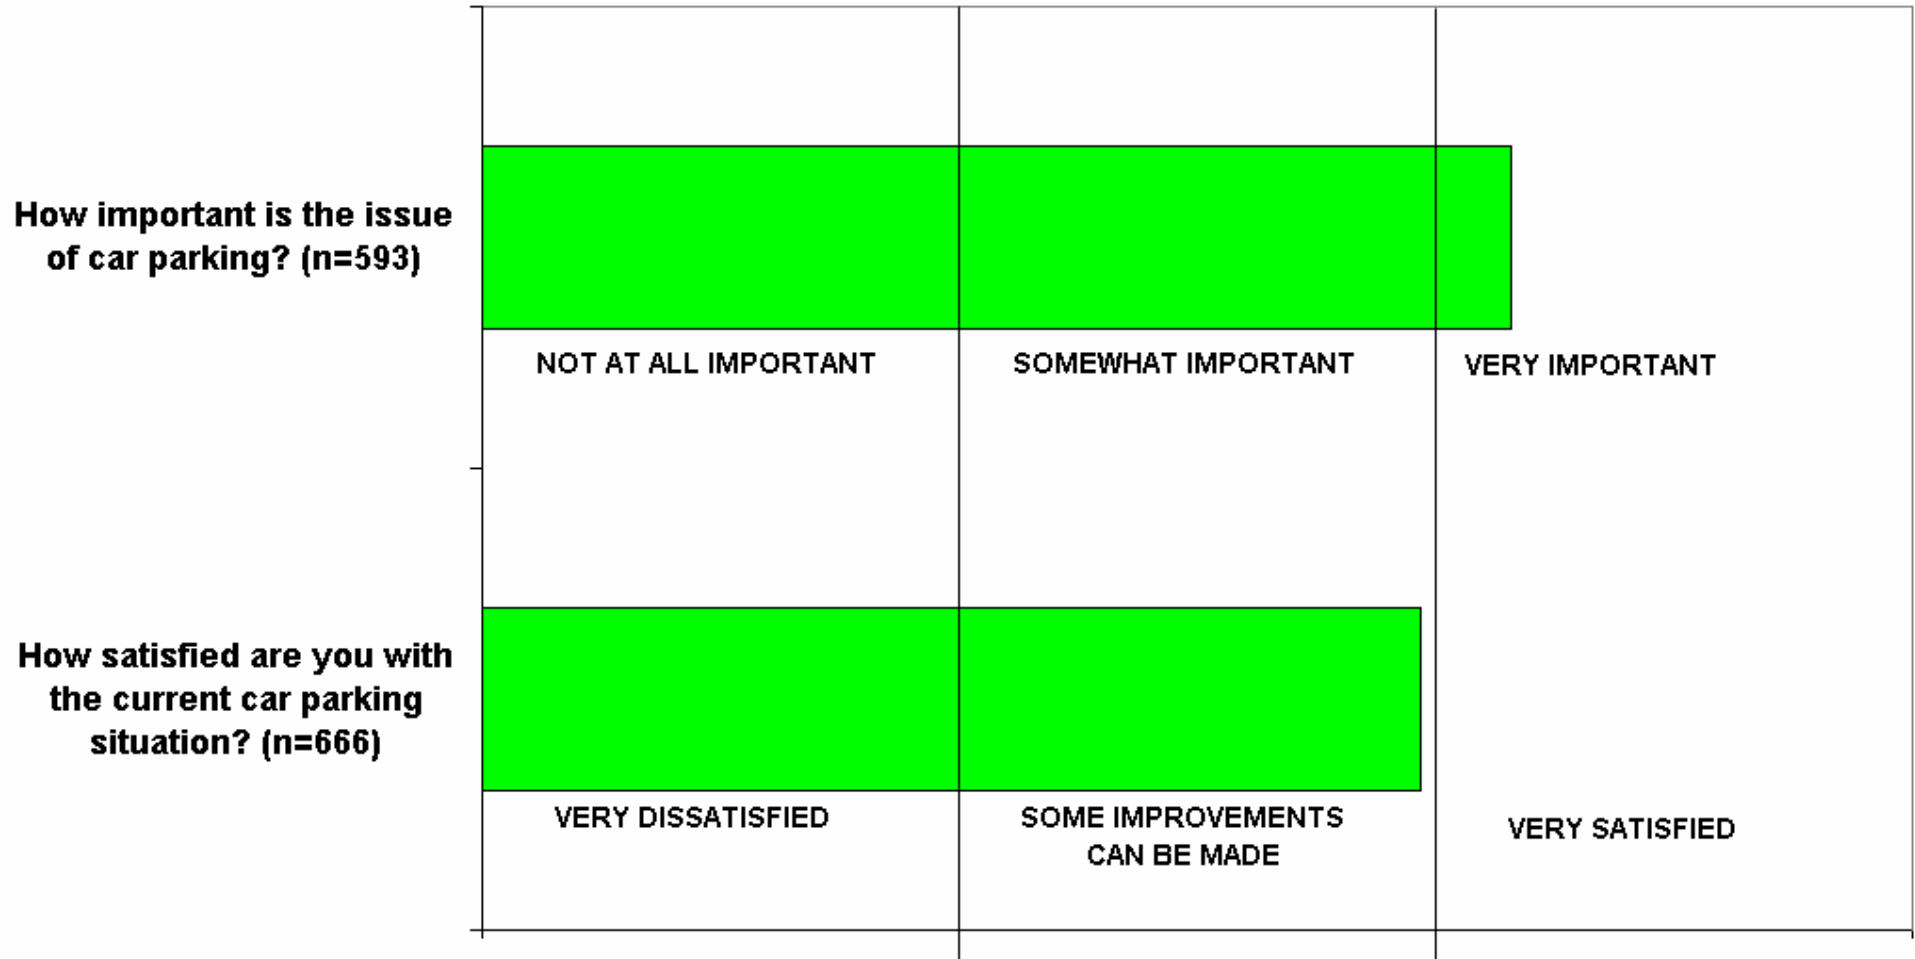 How important is the issue
of car parking? (n=593)
NOT AT ALL IMPORTANT
SOMEWHAT IMPORTANT
VERY IMPORTANT
How satisfied are you with
the current car parking
situation? (n=666)
VERY DISSATISFIED
SOME IMPROVEMENTS
CAN BE MADE
VERY SATISFIED